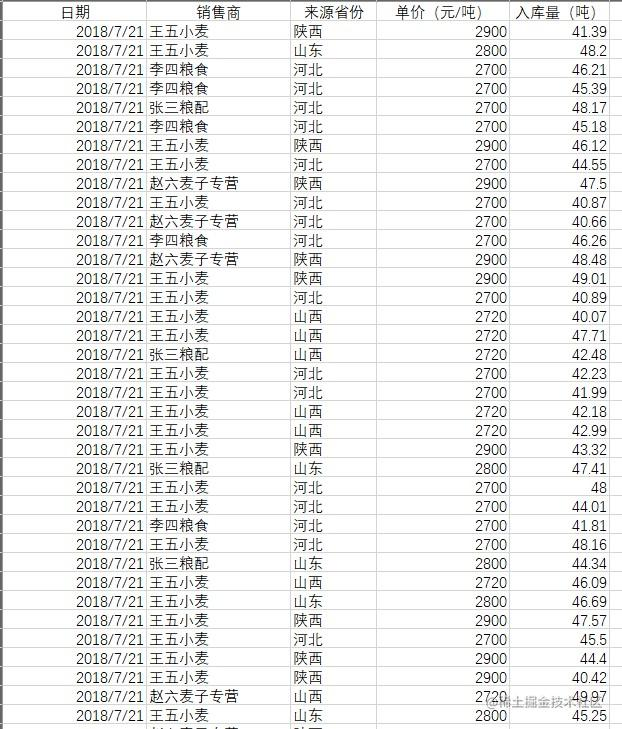 日期 销售商 来源省份 单价（元/吨） 入库量（吨）
2018/7/21 王五小麦 陕西 2900 41.39
2018/7/21 王五小麦 山东 2800 48.2
2018/7/21 李四粮食 河北 2700 46.21
2018/7/21 李四粮食 河北 2700 45.39
2018/7/21 张三粮配 河北 2700 48.17
2018/7/21 李四粮食 河北 2700 45.18
2018/7/21 王五小麦 陕西 2900 46.12
2018/7/21 王五小麦 河北 2700 44.55
2018/7/21 赵六麦子专营 陕西 2900 47.5
2018/7/21 王五小麦 河北 2700 40.87
2018/7/21 赵六麦子专营 河北 2700 40.66
2018/7/21 李四粮食 河北 2700 46.26
2018/7/21 赵六麦子专营 陕西 2900 48.48
2018/7/21 王五小麦 陕西 2900 49.01
2018/7/21 王五小麦 河北 2700 40.89
2018/7/21 王五小麦 山西 2720 40.07
2018/7/21 王五小麦 山西 2720 47.71
2018/7/21 张三粮配 山西 2720 42.48
2018/7/21 王五小麦 河北 2700 42.23
2018/7/21 王五小麦 河北 2700 41.99
2018/7/21 王五小麦 山西 2720 42.18
2018/7/21 王五小麦 山西 2720 42.99
2018/7/21 王五小麦 陕西 2900 43.32
2018/7/21 张三粮配 山东 2800 47.41
2018/7/21 王五小麦 河北 2700 48
2018/7/21 王五小麦 河北 2700 44.01
2018/7/21 李四粮食 河北 2700 41.81
2018/7/21 王五小麦 河北 2700 48.16
2018/7/21 张三粮配 山东 2800 44.34
2018/7/21 王五小麦 山西 2720 46.09
2018/7/21 王五小麦 山东 2800 46.69
2018/7/21 王五小麦 陕西 2900 47.57
2018/7/21 王五小麦 河北 2700 45.5
2018/7/21 王五小麦 陕西 2900 44.4
2018/7/21 王五小麦 陕西 2900 40.42
2018/7/21 赵六麦子专营 山西 2720 49.97
@稀土掘金技术社区
2018/7/21 王五小麦 山东 2800 45.25